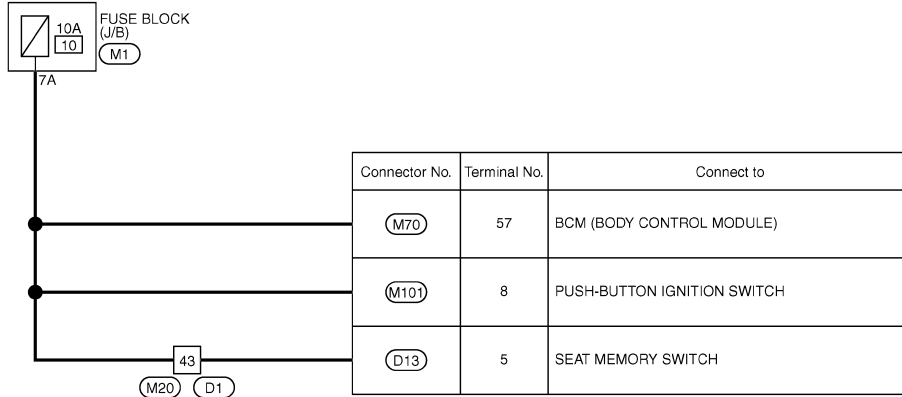 FUSE BLOCK
(J/B)
10A
10
M1
7A
Connector No. Terminal No. Connect to
M70 57 BCM (BODY CONTROL MODULE)
M101 8 PUSH-BUTTON IGNITION SWITCH
43 D13 5 SEAT MEMORY SWITCH
M20 D1